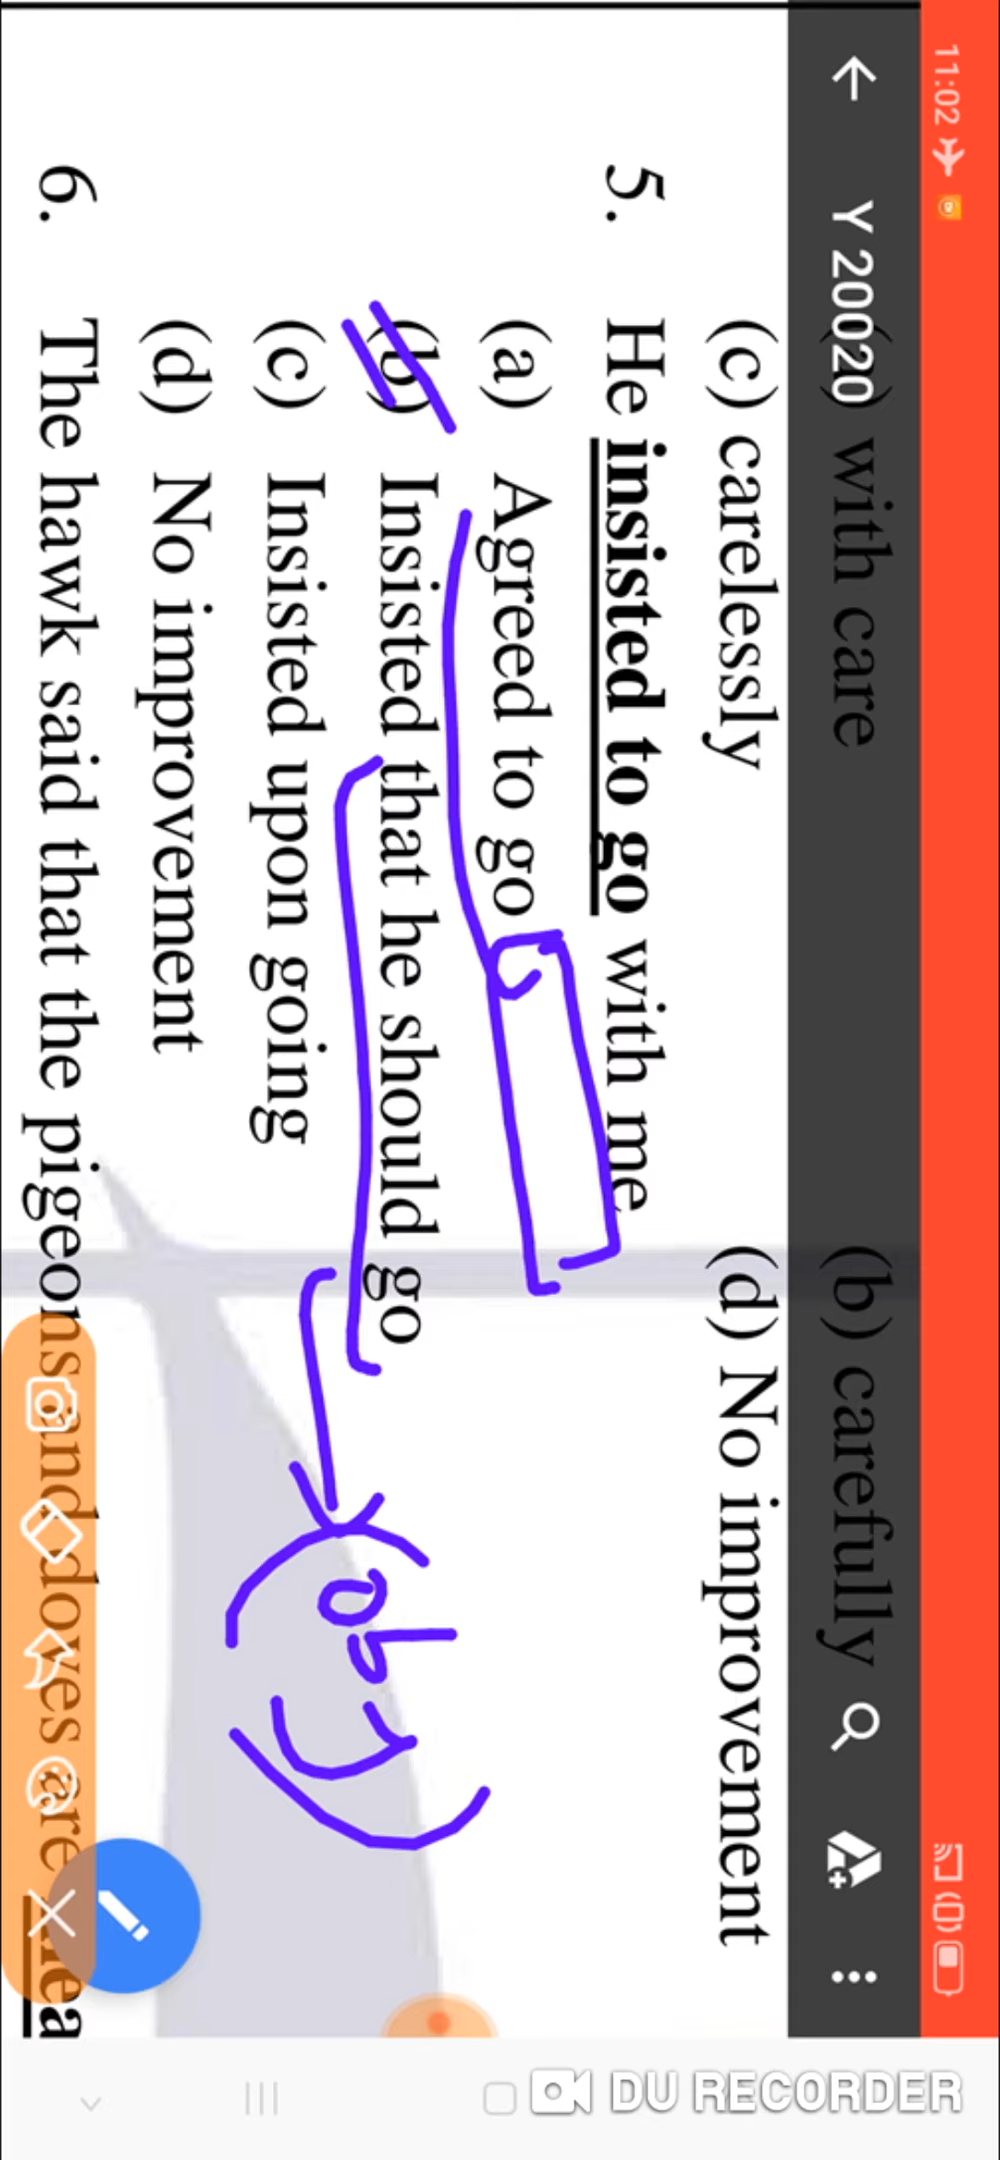 11:02
Y 20020 with care (b) carefully
(c) carelessly (d) No improvement
5. He insisted to go with me
(a) Agreed to go
(b) Insisted that he should go
(c) Insisted upon going
(d) No improvement
6. The hawk said that the pigeons and doves are
DU RECORDER